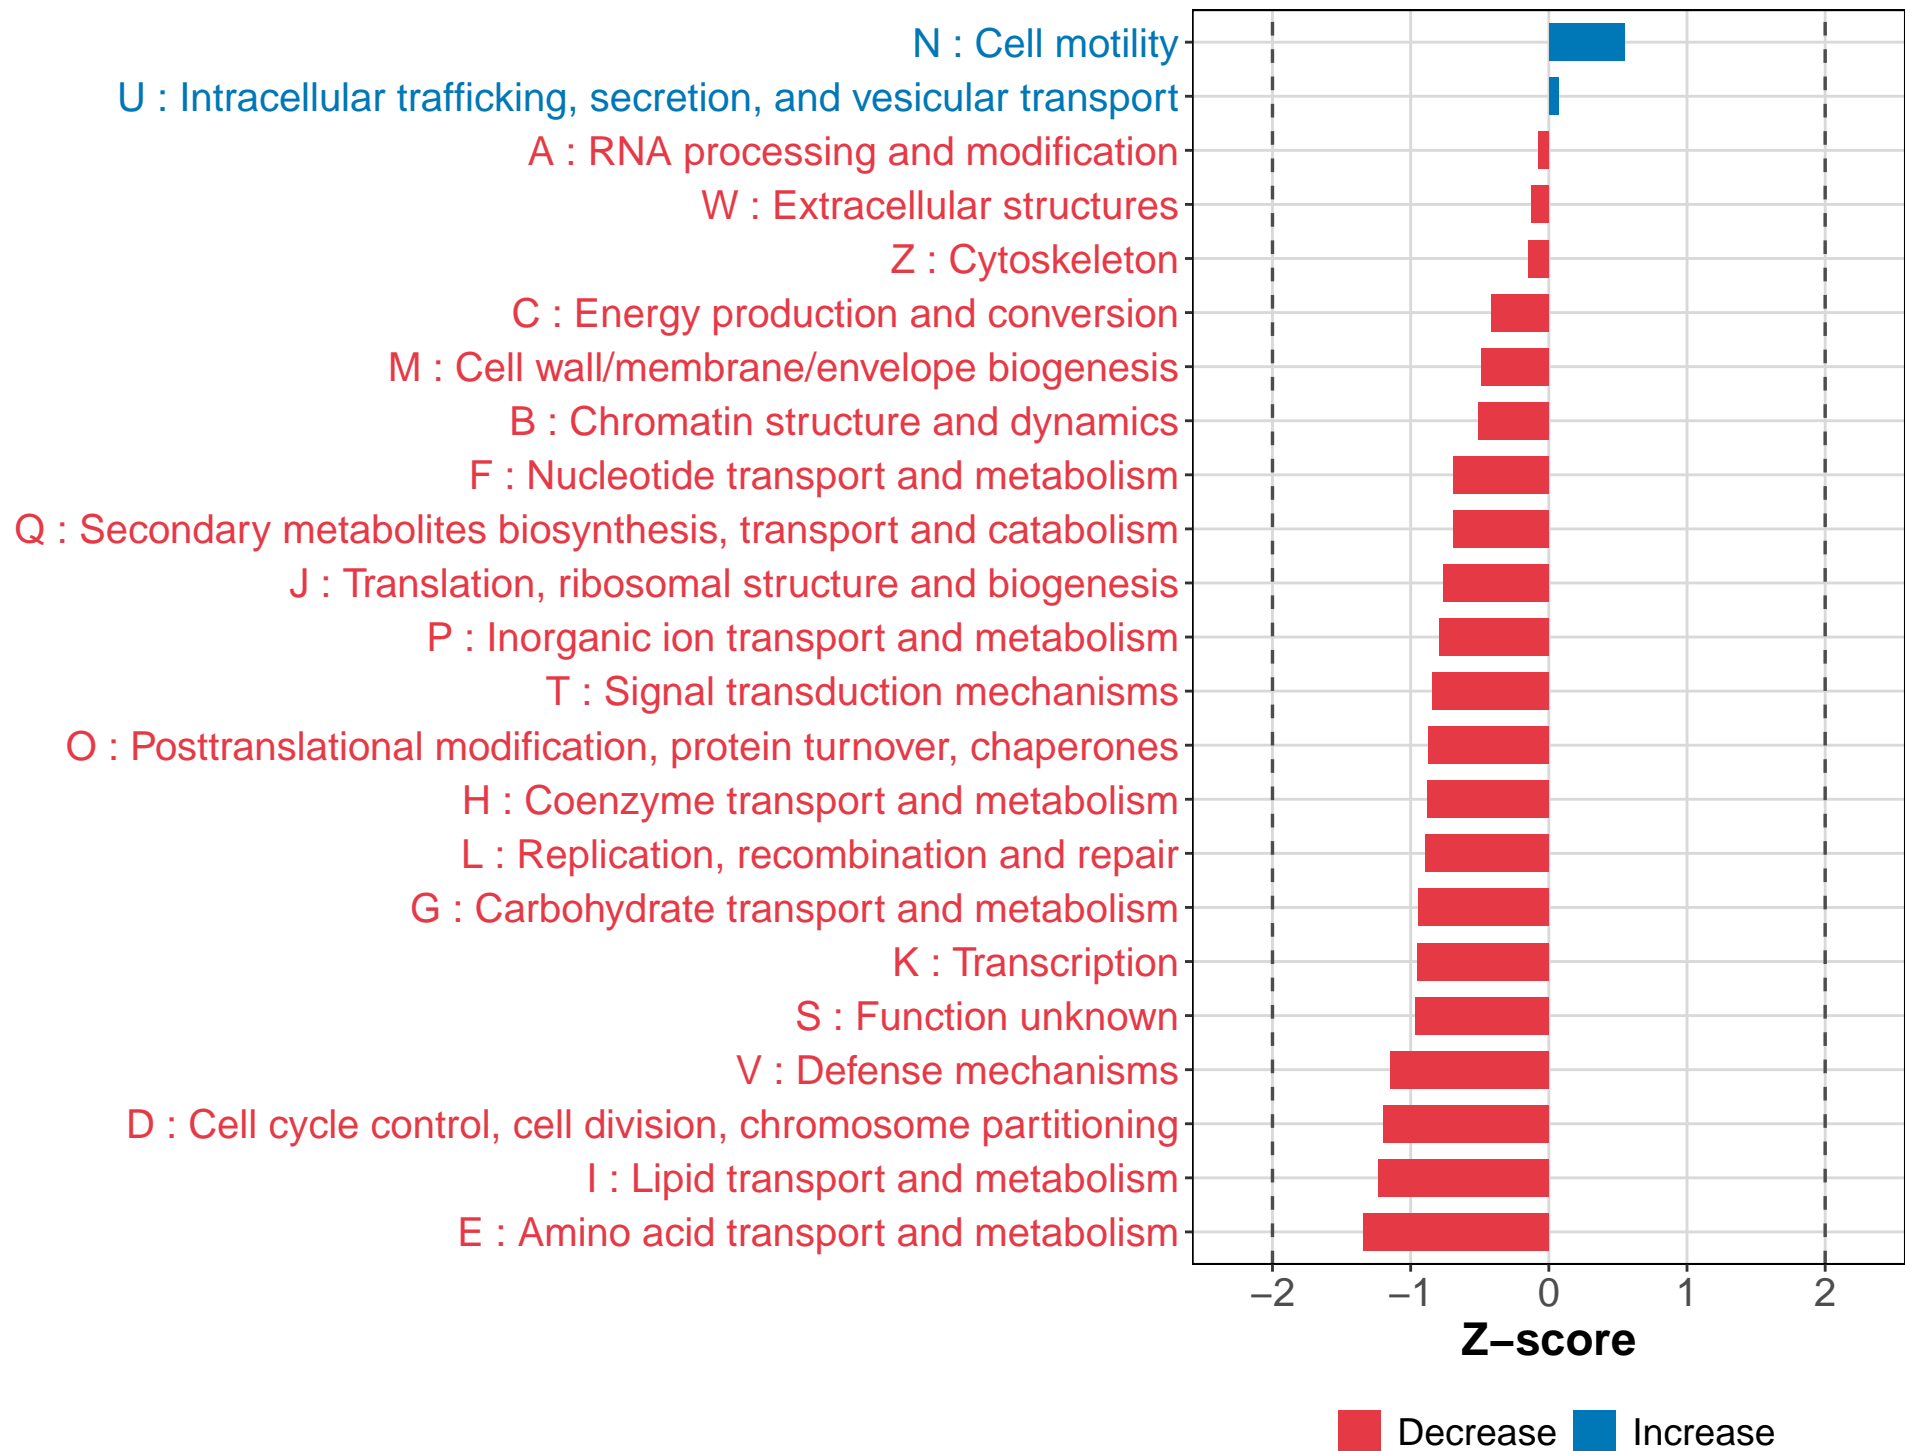 N : Cell motility
U : Intracellular trafficking, secretion, and vesicular transport
A : RNA processing and modification
W : Extracellular structures
Z : Cytoskeleton
C : Energy production and conversion
M : Cell wall/membrane/envelope biogenesis
B : Chromatin structure and dynamics
F : Nucleotide transport and metabolism
Q : Secondary metabolites biosynthesis, transport and catabolism
J : Translation, ribosomal structure and biogenesis
P : Inorganic ion transport and metabolism
T : Signal transduction mechanisms
O : Posttranslational modification, protein turnover, chaperones
H : Coenzyme transport and metabolism
L : Replication, recombination and repair
G : Carbohydrate transport and metabolism
K : Transcription
S : Function unknown
V : Defense mechanisms
D : Cell cycle control, cell division, chromosome partitioning
I : Lipid transport and metabolism
E : Amino acid transport and metabolism
−2 −1 0 1 2
Z−score
Decrease Increase